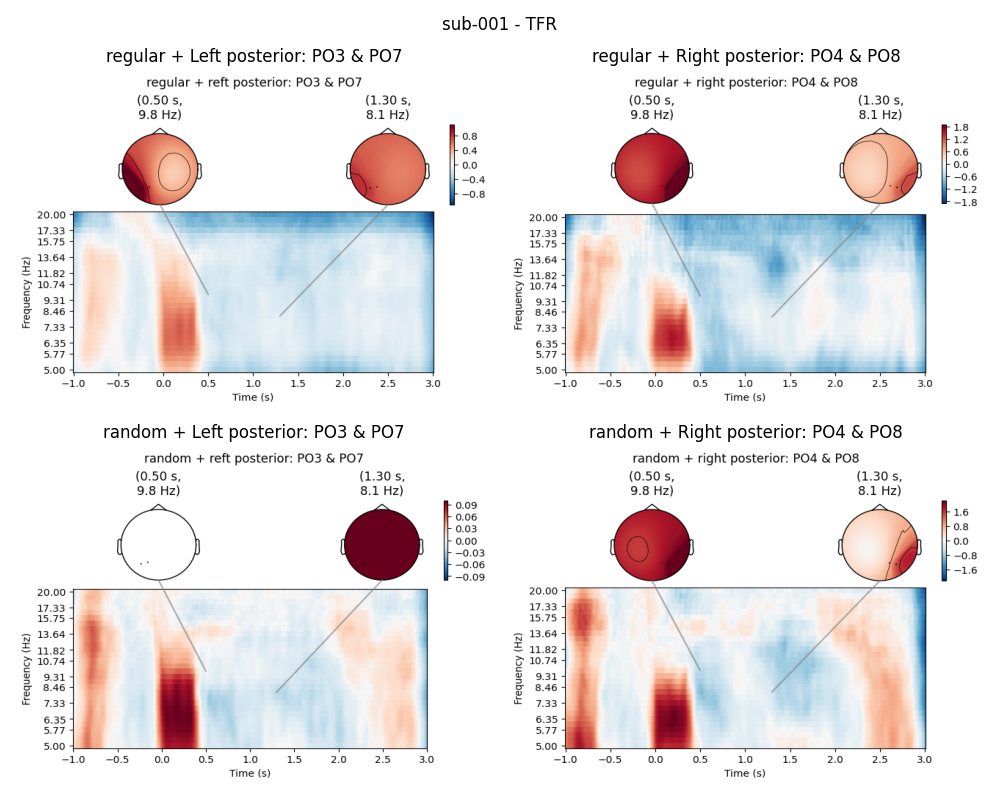 sub-001 - TFR
regular + Left posterior: PO3 & PO7
regular + reft posterior: PO3 & PO7
(0.50 s,
9.8 Hz)
(1.30 s,
8.1 Hz)
0.8
0.4
0.0
−0.4
−0.8
20.00
17.33
15.75
13.64
11.82
10.74
9.31
8.46
7.33
6.35
5.77
5.00
Frequency (Hz)
−1.0 −0.5 0.0 0.5 1.0 1.5 2.0 2.5 3.0
Time (s)
regular + Right posterior: PO4 & PO8
regular + right posterior: PO4 & PO8
(0.50 s,
9.8 Hz)
(1.30 s,
8.1 Hz)
1.8
1.2
0.6
0.0
−0.6
−1.2
−1.8
20.00
17.33
15.75
13.64
11.82
10.74
9.31
8.46
7.33
6.35
5.77
5.00
Frequency (Hz)
−1.0 −0.5 0.0 0.5 1.0 1.5 2.0 2.5 3.0
Time (s)
random + Left posterior: PO3 & PO7
random + reft posterior: PO3 & PO7
(0.50 s,
9.8 Hz)
(1.30 s,
8.1 Hz)
0.09
0.06
0.03
0.00
−0.03
−0.06
−0.09
20.00
17.33
15.75
13.64
11.82
10.74
9.31
8.46
7.33
6.35
5.77
5.00
Frequency (Hz)
−1.0 −0.5 0.0 0.5 1.0 1.5 2.0 2.5 3.0
Time (s)
random + Right posterior: PO4 & PO8
random + right posterior: PO4 & PO8
(0.50 s,
9.8 Hz)
(1.30 s,
8.1 Hz)
1.6
0.8
0.0
−0.8
−1.6
20.00
17.33
15.75
13.64
11.82
10.74
9.31
8.46
7.33
6.35
5.77
5.00
Frequency (Hz)
−1.0 −0.5 0.0 0.5 1.0 1.5 2.0 2.5 3.0
Time (s)